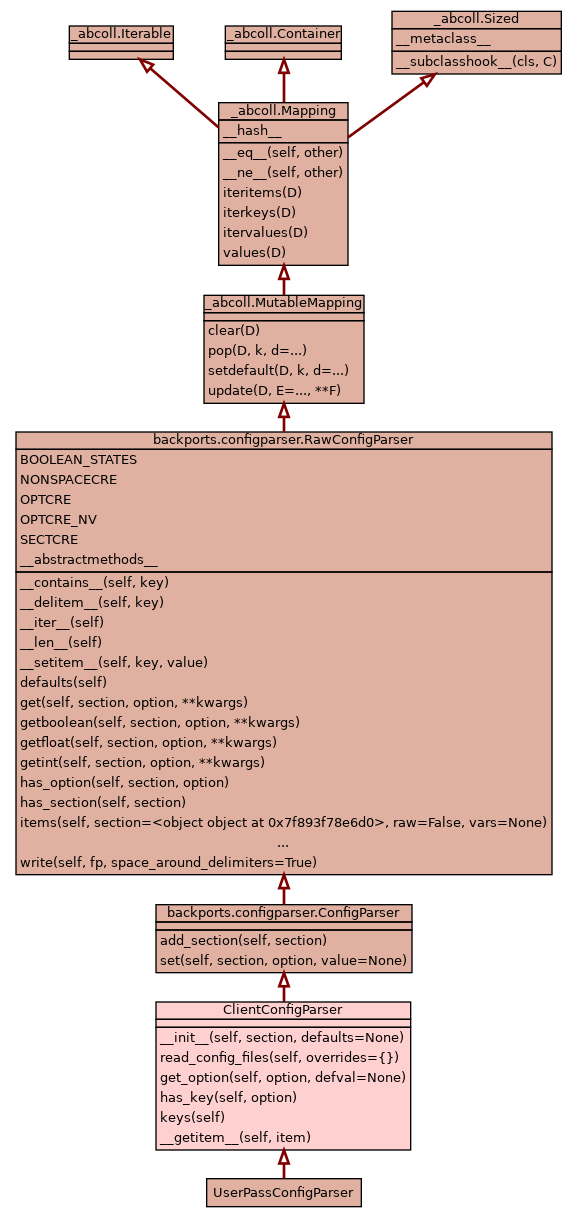 _abcoll.Iterable
_abcoll.Container
_abcoll.Sized
__metaclass__
__subclasshook__(cls, C)
_abcoll.Mapping
__hash__
__eq__(self, other)
__ne__(self, other)
iteritems(D)
iterkeys(D)
itervalues(D)
values(D)
_abcoll.MutableMapping
clear(D)
pop(D, k, d=...)
setdefault(D, k, d=...)
update(D, E=..., **F)
backports.configparser.RawConfigParser
BOOLEAN_STATES
NONSPACECRE
OPTCRE
OPTCRE_NV
SECTCRE
__abstractmethods__
__contains__(self, key)
__delitem__(self, key)
__iter__(self)
__len__(self)
__setitem__(self, key, value)
defaults(self)
get(self, section, option, **kwargs)
getboolean(self, section, option, **kwargs)
getfloat(self, section, option, **kwargs)
getint(self, section, option, **kwargs)
has_option(self, section, option)
has_section(self, section)
items(self, section=<object object at 0x7f893f78e6d0>, raw=False, vars=None)
...
write(self, fp, space_around_delimiters=True)
backports.configparser.ConfigParser
add_section(self, section)
set(self, section, option, value=None)
ClientConfigParser
__init__(self, section, defaults=None)
read_config_files(self, overrides={})
get_option(self, option, defval=None)
has_key(self, option)
keys(self)
__getitem__(self, item)
UserPassConfigParser